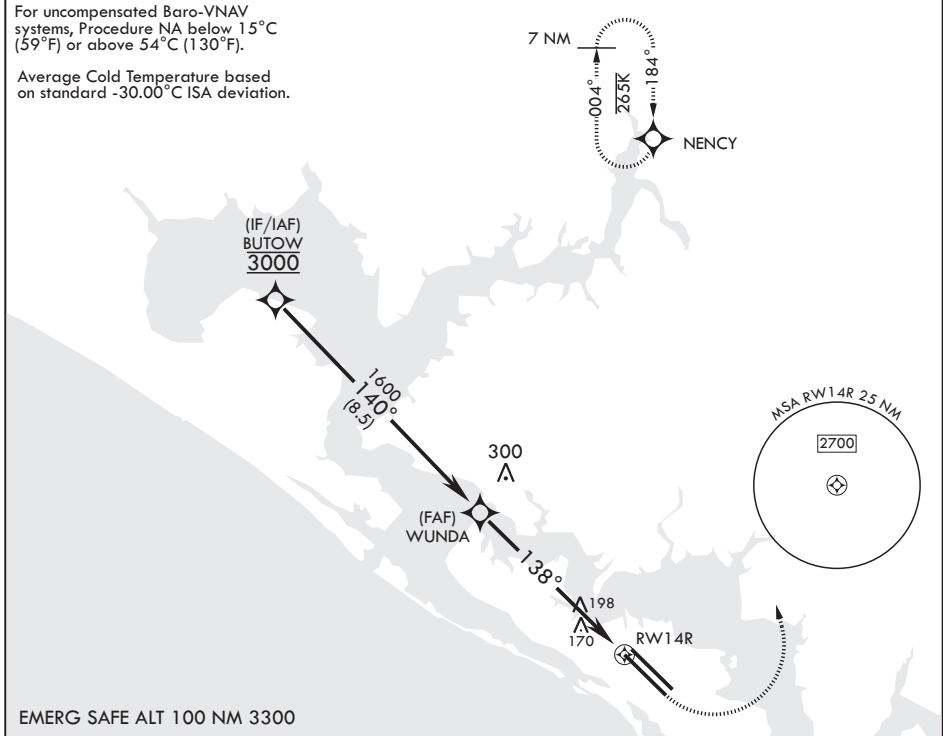 For uncompensated Baro-VNAV
systems, Procedure NA below 15°C
(59°F) or above 54°C (130°F).
Average Cold Temperature based
on standard -30.00°C ISA deviation.
7 NM
004°
265K
184°
NENCY
(IF/IAF)
BUTOW
3000
1600
140°
(8.5)
300
(FAF)
WUNDA
138°
198
170
RW14R
MSA RW14R 25 NM
2700
EMERG SAFE ALT 100 NM 3300